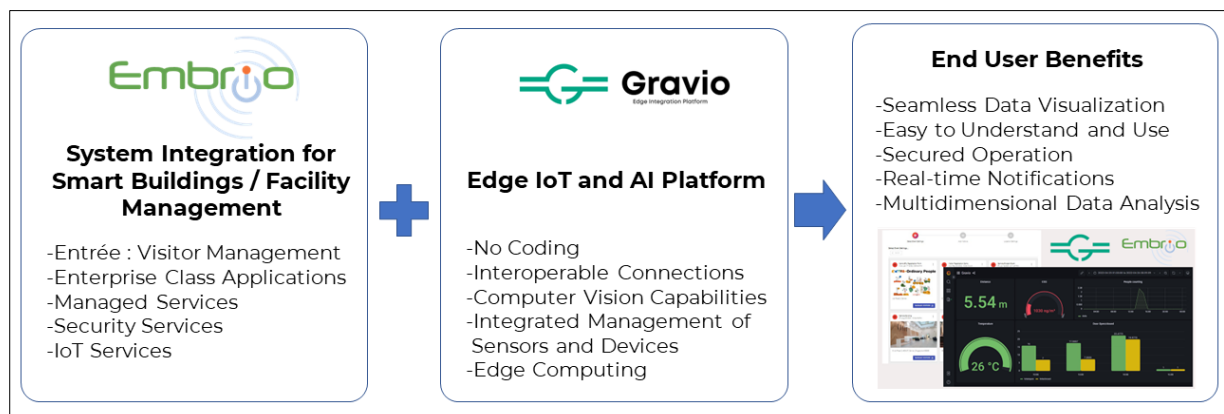 Embrio
System Integration for
Smart Buildings / Facility
Management
-Entrée : Visitor Management
-Enterprise Class Applications
-Managed Services
-Security Services
-IoT Services
Gravio
Edge Integration Platform
Edge IoT and AI Platform
-No Coding
-Interoperable Connections
-Computer Vision Capabilities
-Integrated Management of
Sensors and Devices
-Edge Computing
End User Benefits
-Seamless Data Visualization
-Easy to Understand and Use
-Secured Operation
-Real-time Notifications
-Multidimensional Data Analysis
Embrio
Ordinary People
5.54 m
26 °C